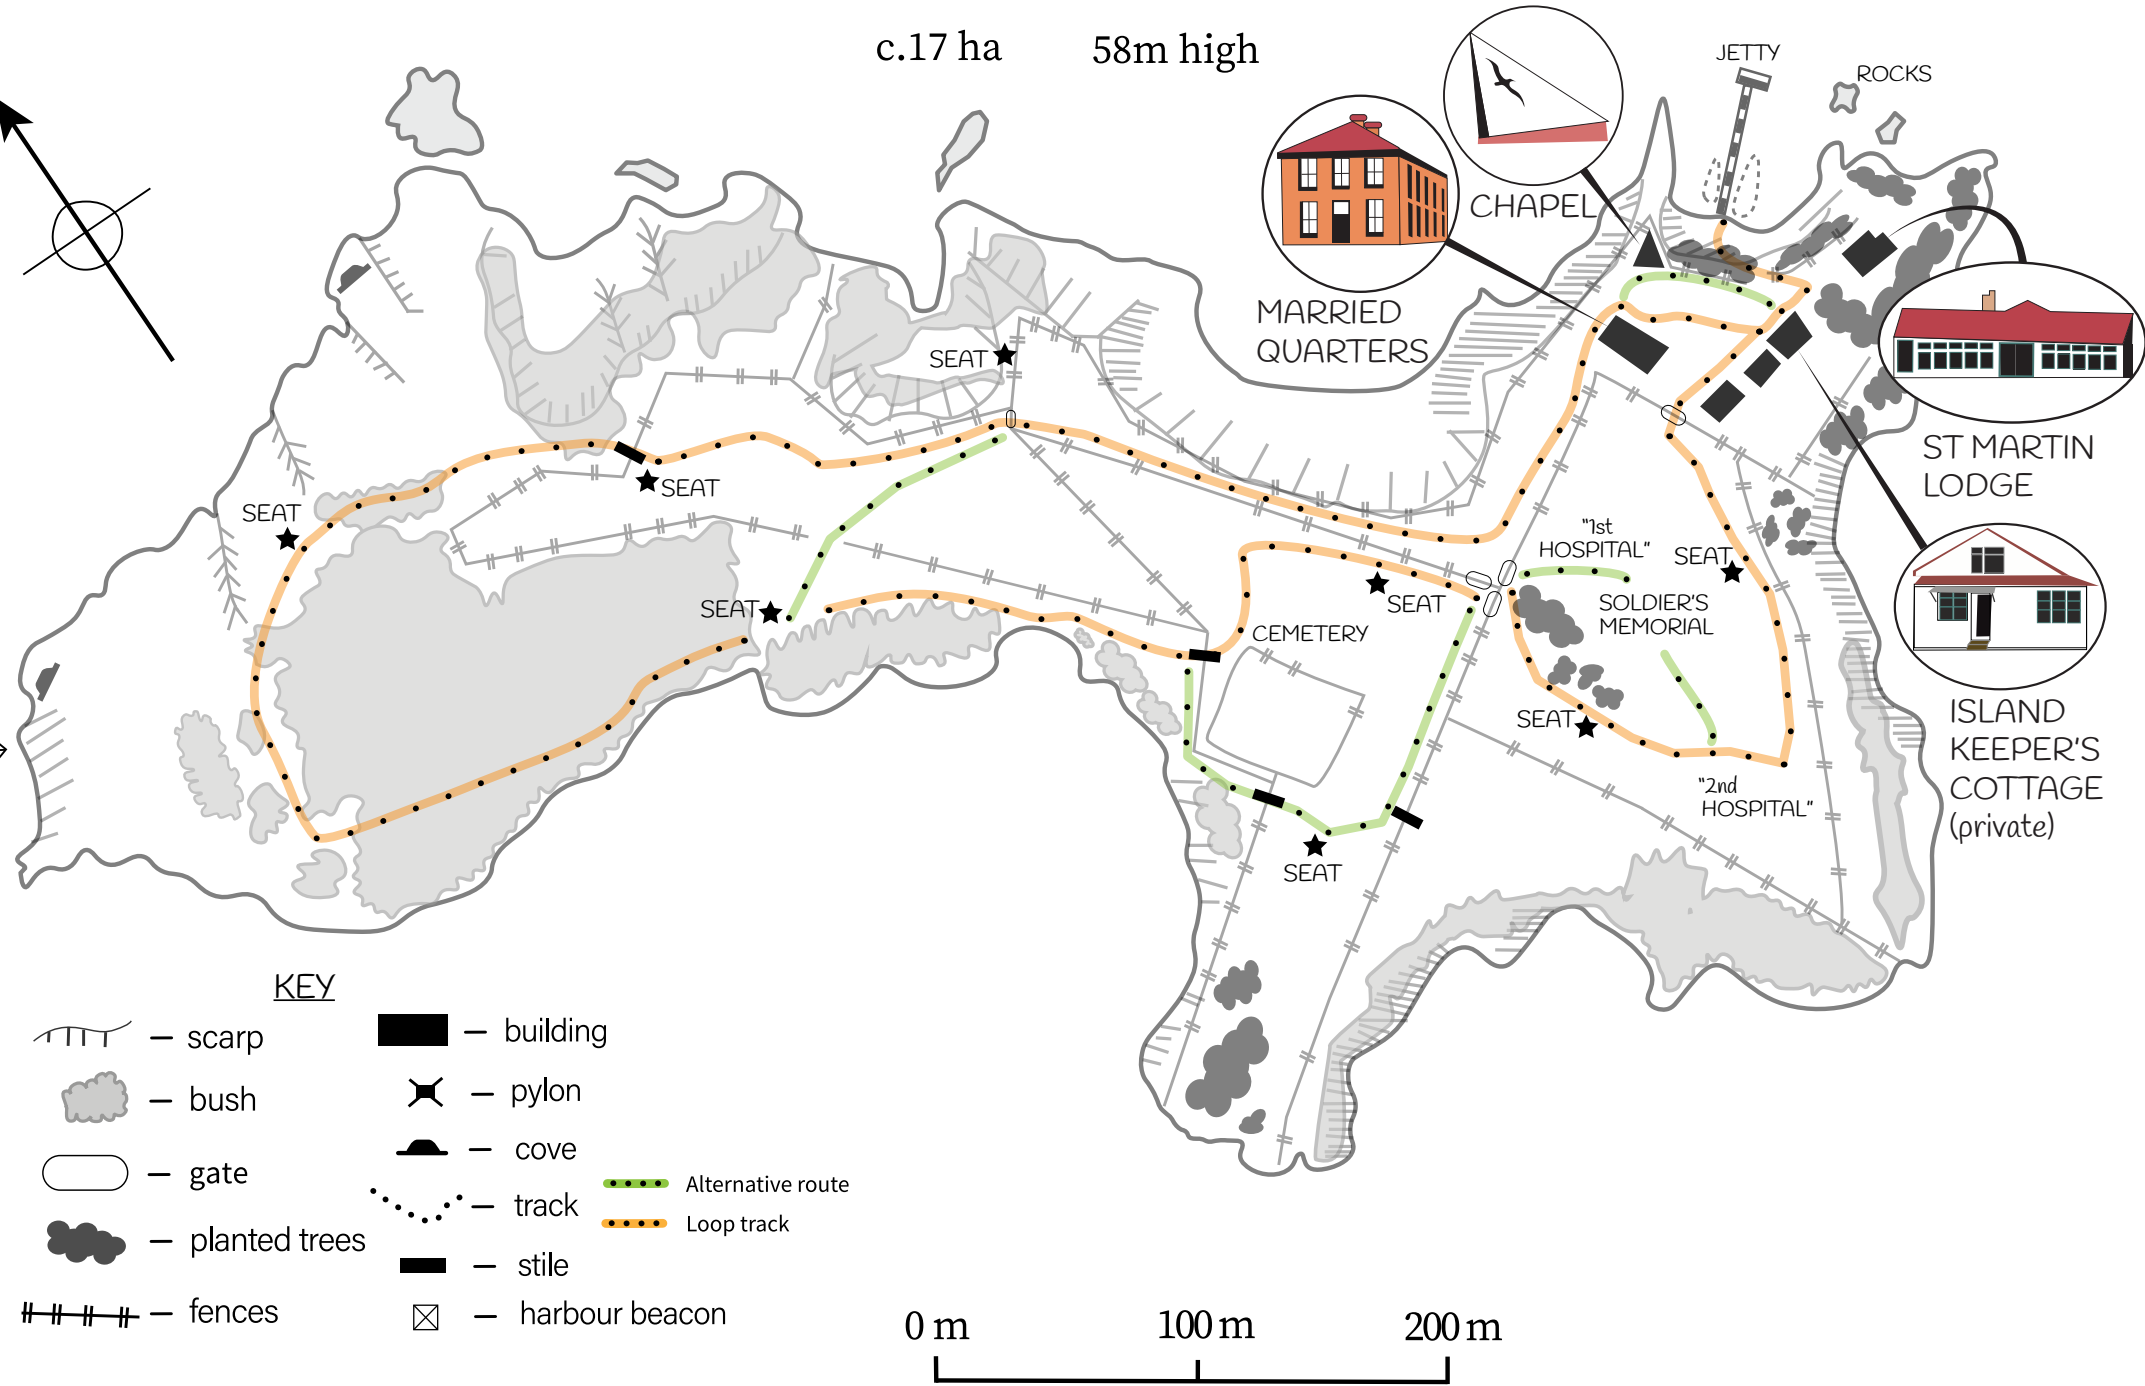 c.17 ha
58m high
JETTY
ROCKS
CHAPEL
MARRIED
QUARTERS
SEAT
ST MARTIN
LODGE
SEAT
SEAT
"1st
HOSPITAL"
SEAT
SEAT
SEAT
SOLDIER'S
MEMORIAL
CEMETERY
SEAT
ISLAND
KEEPER'S
COTTAGE
(private)
"2nd
HOSPITAL"
SEAT
KEY
scarp
bush
gate
planted trees
fences
building
pylon
cove
track
stile
harbour beacon
Alternative route
Loop track
0 m
100 m
200 m